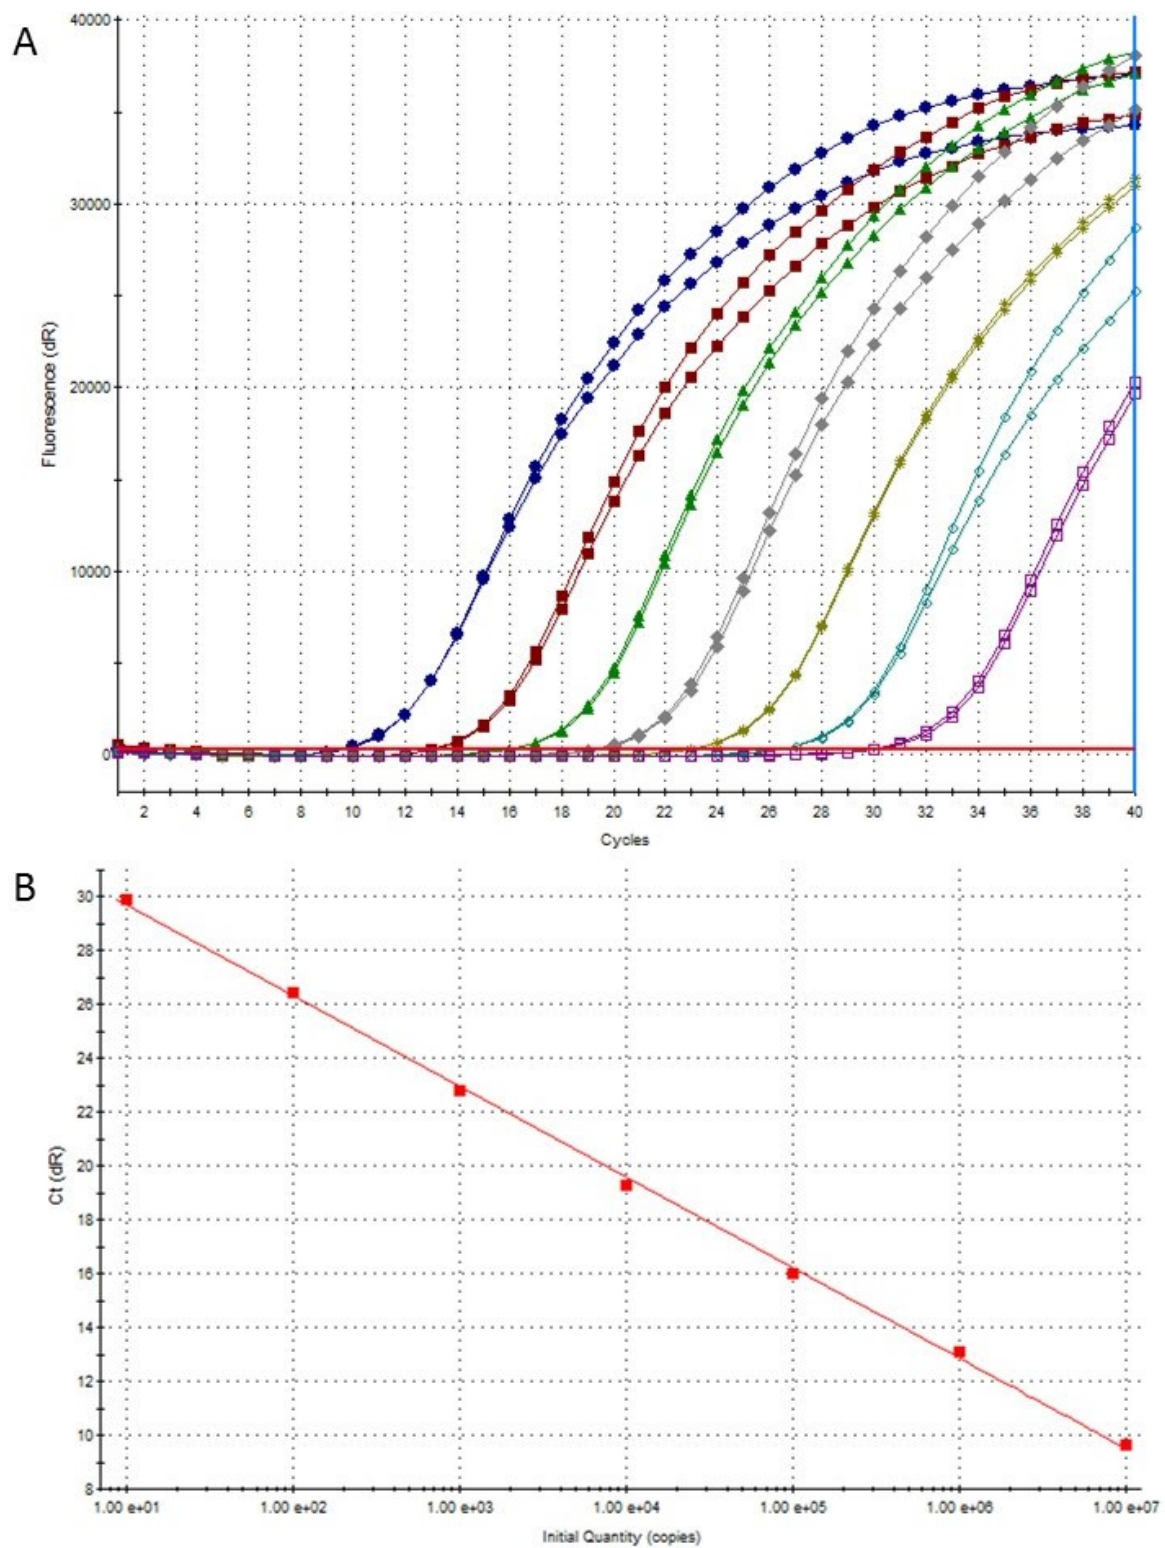 A
40000
30000
20000
10000
0
Fluorescence (dR)
2 4 6 8 10 12 14 16 18 20 22 24 26 28 30 32 34 36 38 40
Cycles
B
30
28
26
24
22
20
18
16
14
12
10
8
Ct (dR)
1.00 e+01 1.00 e+02 1.00 e+03 1.00 e+04 1.00 e+05 1.00 e+06 1.00 e+07
Initial Quantity (copies)